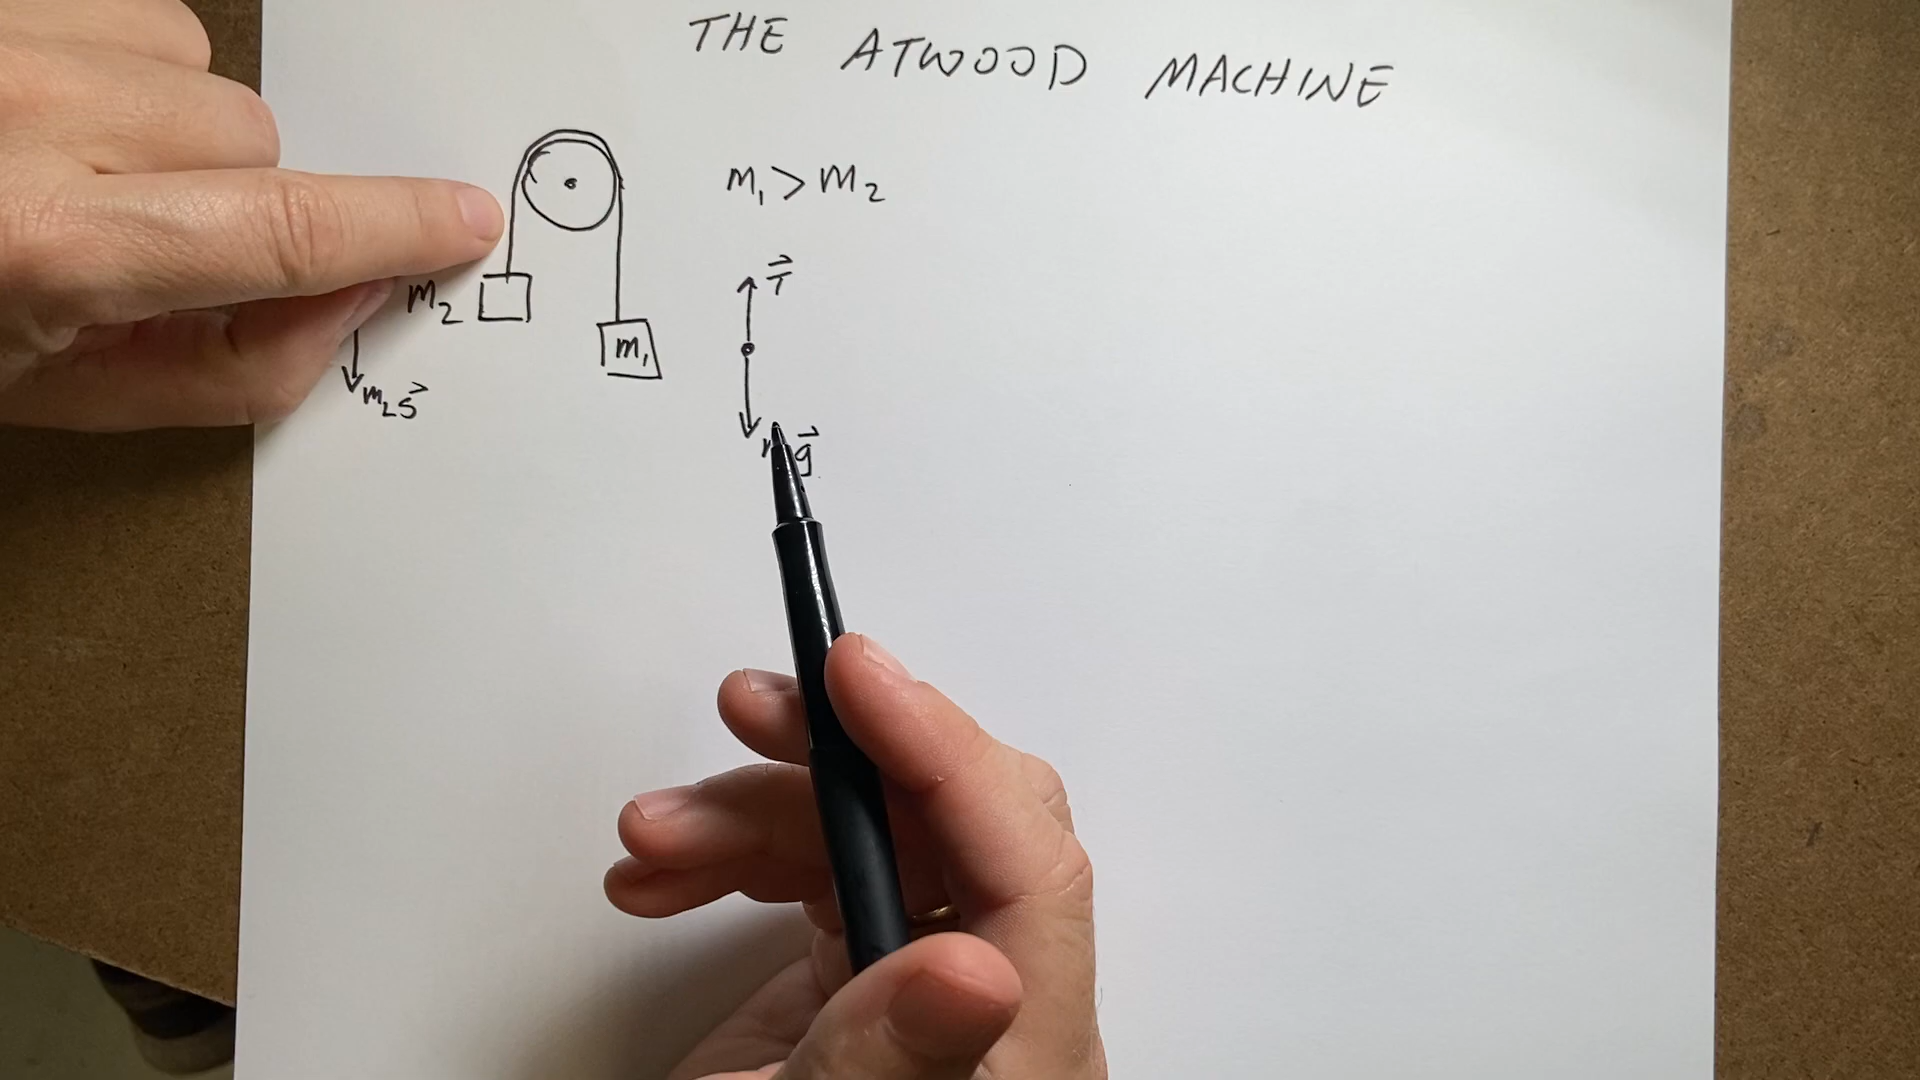 THE ATWOOD MACHINE
m₁ > m₂
T⃗
m₂
m₁
m₂g⃗
g⃗